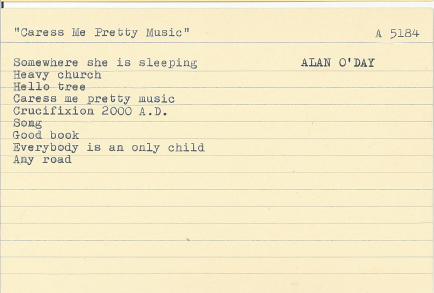 "Caress Me Pretty Music" A 5184
Somewhere she is sleeping ALAN O'DAY
Heavy church
Hello tree
Caress me pretty music
Crucifixion 2000 A.D.
Song
Good book
Everybody is an only child
Any road